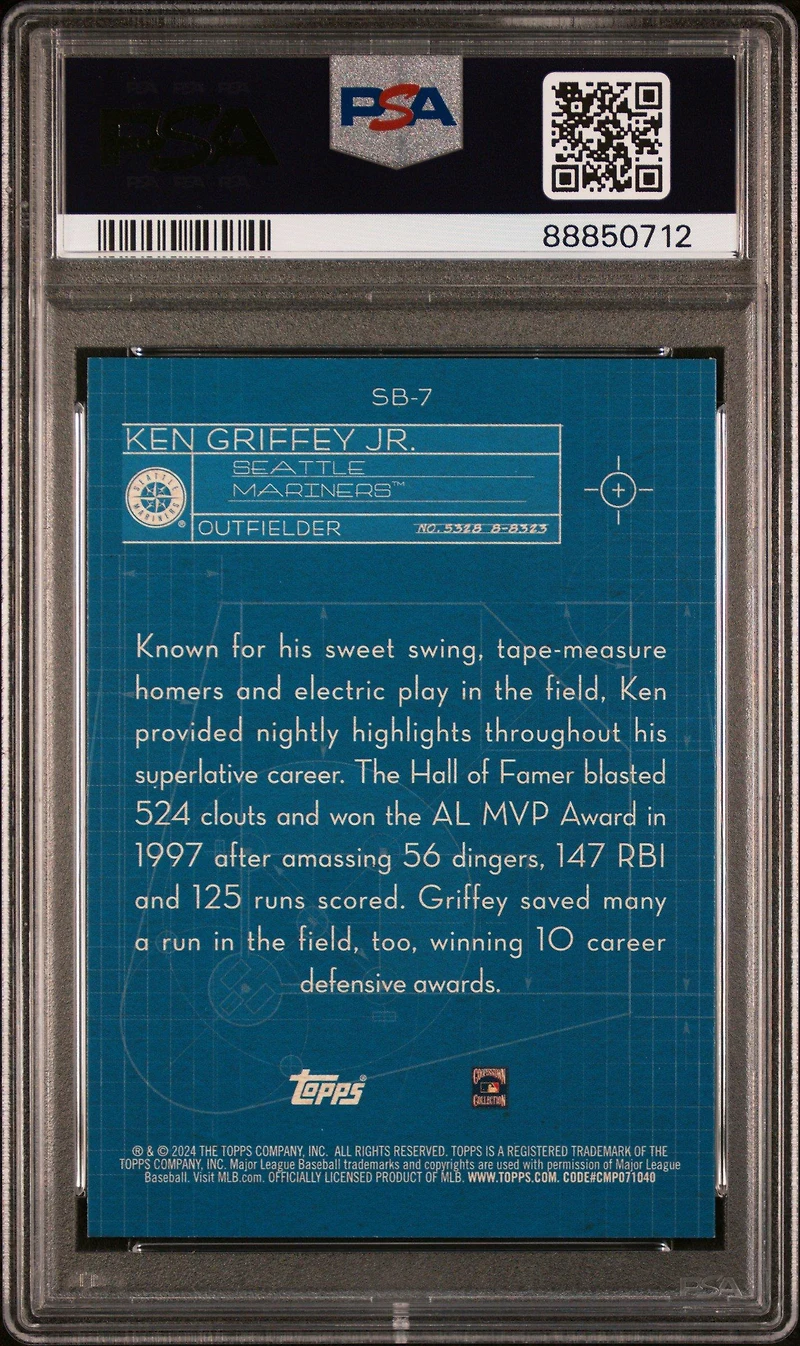 PSA
PSA
88850712
SB-7
KEN GRIFFEY JR.
SEATTLE
MARINERS™
SEATTLE MARINERS ®
OUTFIELDER
NO. 5328 B-8323
Known for his sweet swing, tape-measure
homers and electric play in the field, Ken
provided nightly highlights throughout his
superlative career. The Hall of Famer blasted
524 clouts and won the AL MVP Award in
1997 after amassing 56 dingers, 147 RBI
and 125 runs scored. Griffey saved many
a run in the field, too, winning 10 career
defensive awards.
Topps®
COOPERSTOWN
COLLECTION
® & © 2024 THE TOPPS COMPANY, INC. ALL RIGHTS RESERVED. TOPPS IS A REGISTERED TRADEMARK OF THE
TOPPS COMPANY, INC. Major League Baseball trademarks and copyrights are used with permission of Major League
Baseball. Visit MLB.com. OFFICIALLY LICENSED PRODUCT OF MLB. WWW.TOPPS.COM. CODE#CMP071040
PSA